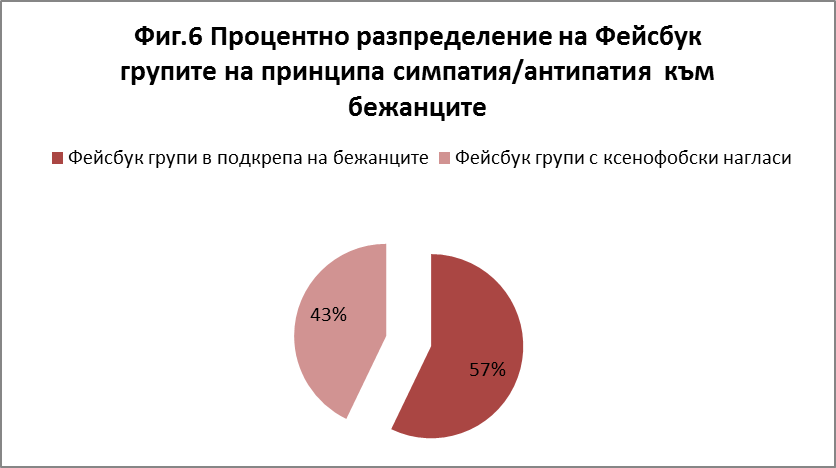 Фиг.6 Процентно разпределение на Фейсбук
групите на принципа симпатия/антипатия към
бежанците
Фейсбук групи в подкрепа на бежанците Фейсбук групи с ксенофобски нагласи
43%
57%